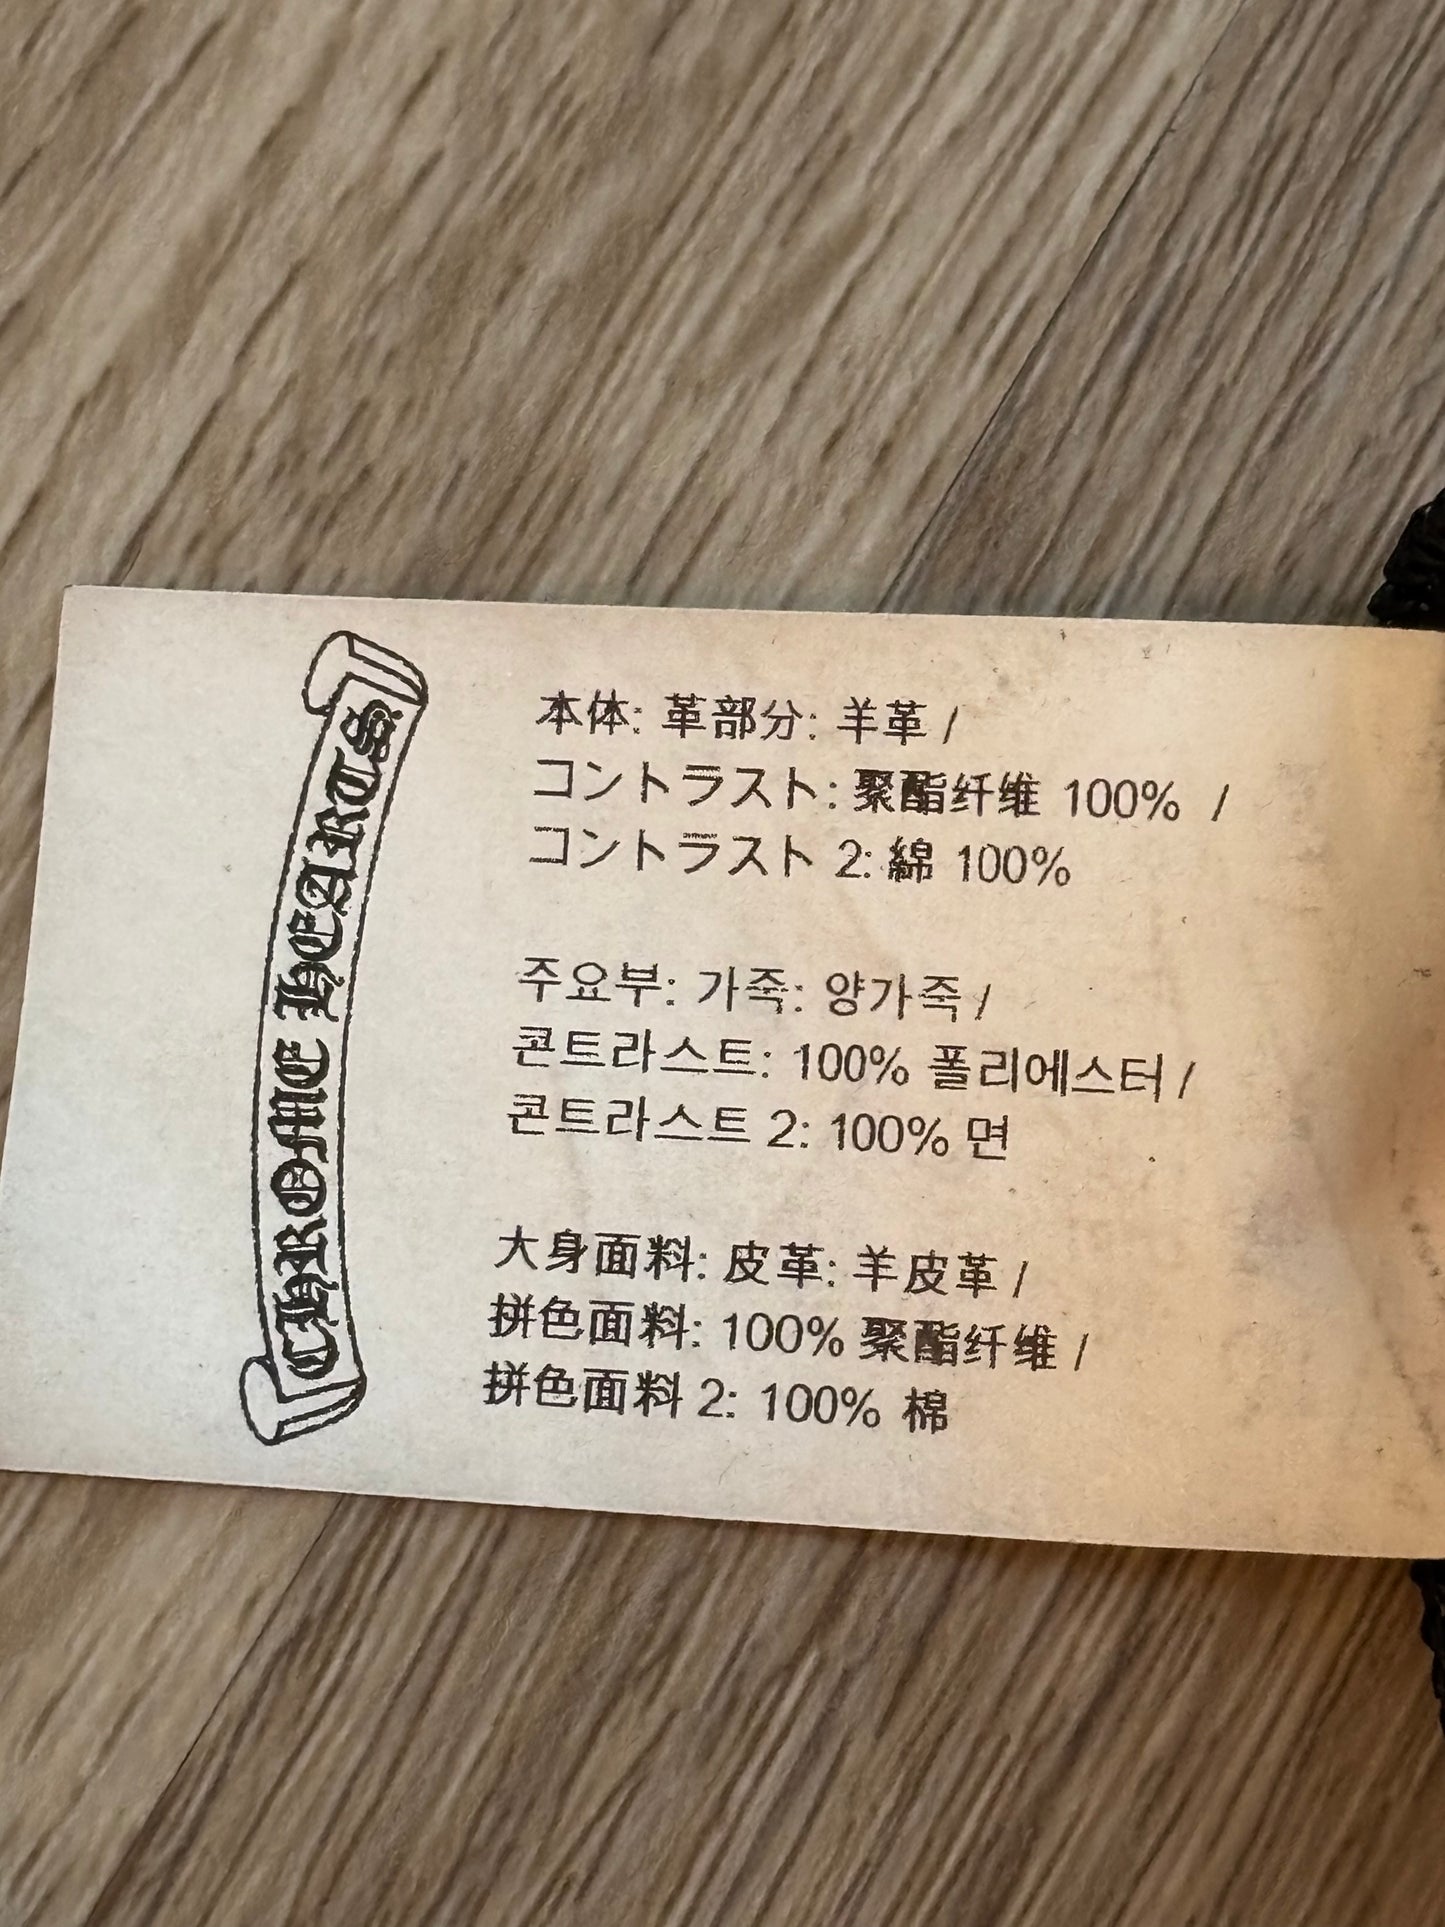 CHROME HEARTS
本体: 革部分: 羊革 /
コントラスト: 聚酯纤维 100% /
コントラスト 2: 綿 100%
주요부: 가죽: 양가죽 /
콘트라스트: 100% 폴리에스터 /
콘트라스트 2: 100% 면
大身面料: 皮革: 羊皮革 /
拼色面料: 100% 聚酯纤维 /
拼色面料 2: 100% 棉